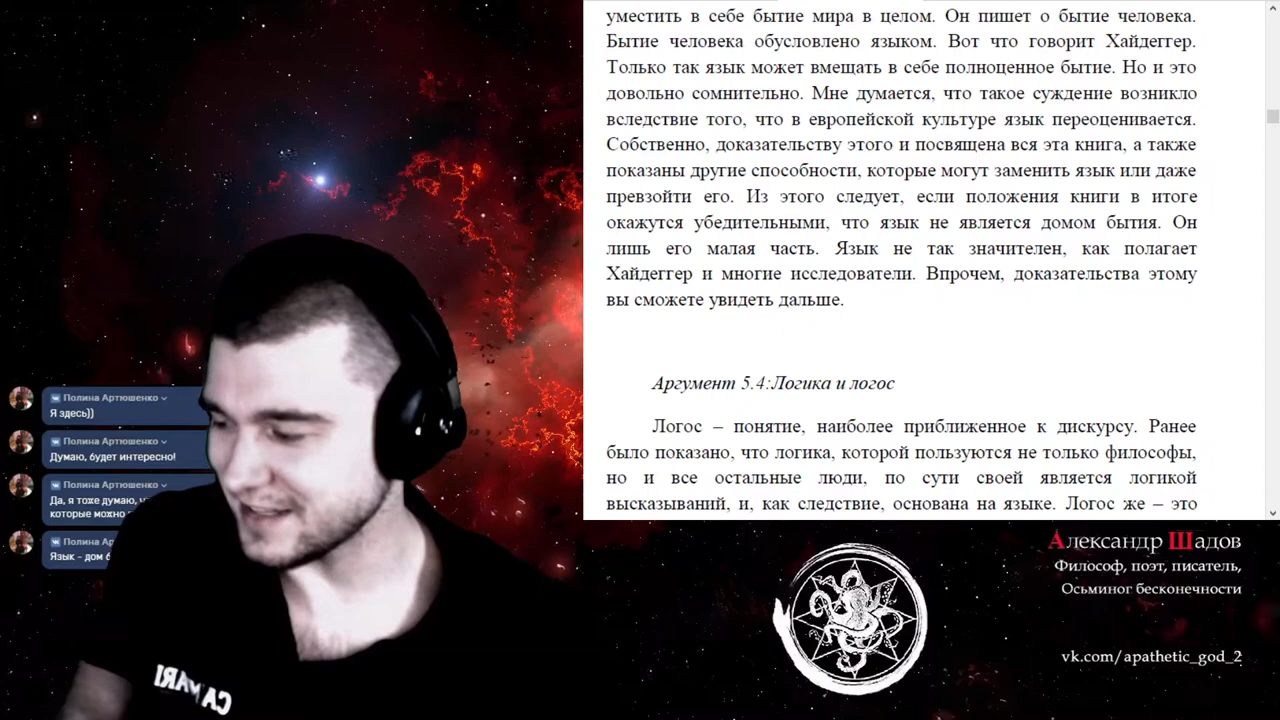 уместить в себе бытие мира в целом. Он пишет о бытие человека.
Бытие человека обусловлено языком. Вот что говорит Хайдеггер.
Только так язык может вмещать в себе полноценное бытие. Но и это
довольно сомнительно. Мне думается, что такое суждение возникло
вследствие того, что в европейской культуре язык переоценивается.
Собственно, доказательству этого и посвящена вся эта книга, а также
показаны другие способности, которые могут заменить язык или даже
превзойти его. Из этого следует, если положения книги в итоге
окажутся убедительными, что язык не является домом бытия. Он
лишь его малая часть. Язык не так значителен, как полагает
Хайдеггер и многие исследователи. Впрочем, доказательства этому
вы сможете увидеть дальше.
Аргумент 5.4:Логика и логос
Логос – понятие, наиболее приближенное к дискурсу. Ранее
было показано, что логика, которой пользуются не только философы,
но и все остальные люди, по сути своей является логикой
высказываний, и, как следствие, основана на языке. Логос же – это
Полина Артюшенко
Я здесь))
Полина Артюшенко
Думаю, будет интересно!
Полина Артюшенко
Да, я тоже думаю,
которые можно
Полина
Язык - дом
Александр Шадов
Философ, поэт, писатель,
Осьминог бесконечности
vk.com/apathetic_god_2